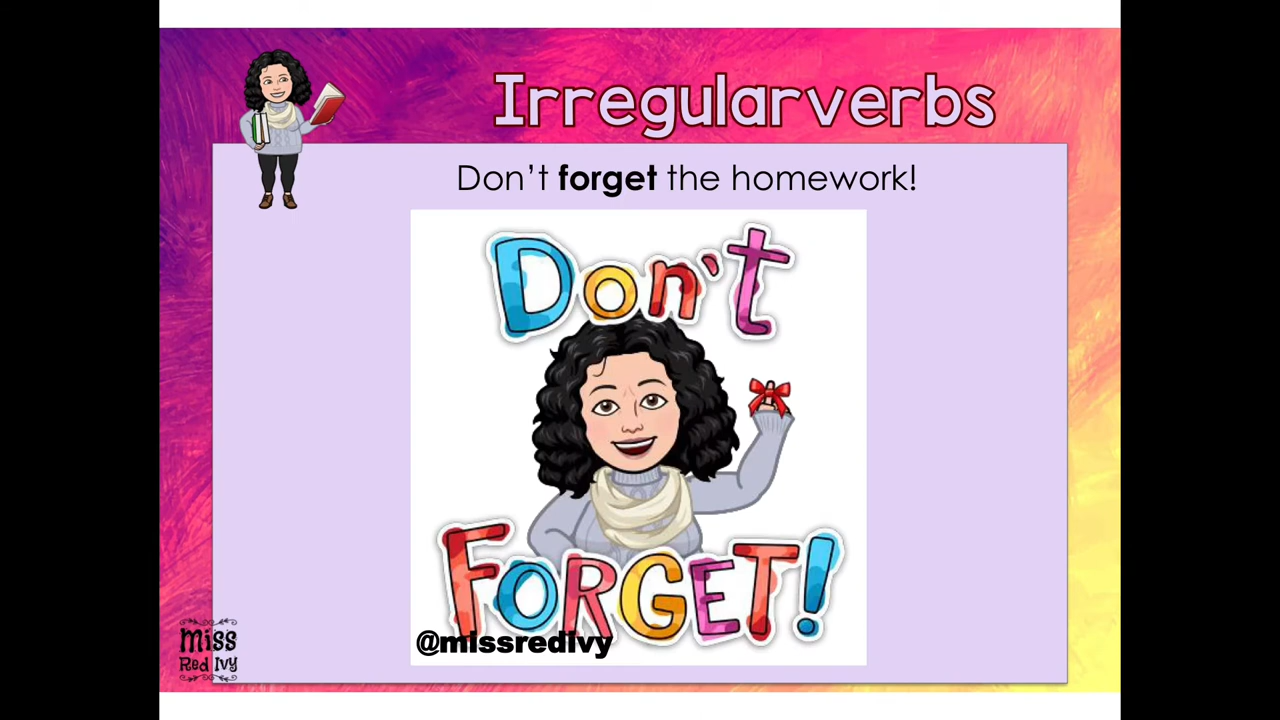 Irregularverbs
Don't forget the homework!
Don't
FORGET!
@missredivy
Miss
Red Ivy